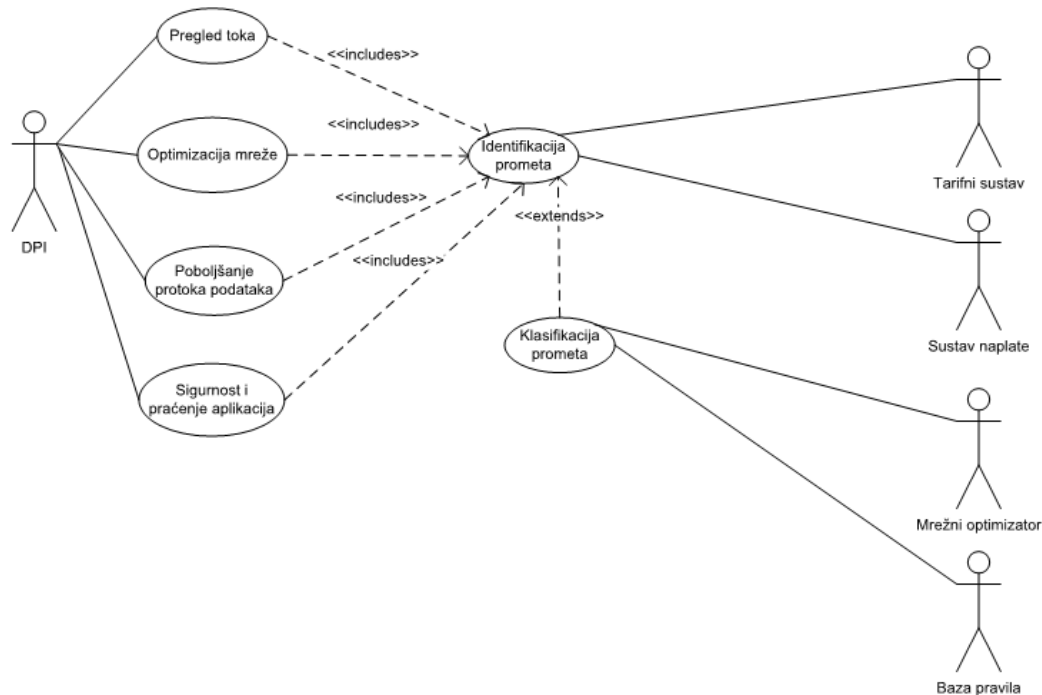 Pregled toka
<<includes>>
Optimizacija mreže
<<includes>>
Identifikacija
prometa
Tarifni sustav
DPI
<<includes>>
<<extends>>
Poboljšanje
protoka podataka
<<includes>>
Klasifikacija
prometa
Sustav naplate
Sigurnost i
praćenje aplikacija
Mrežni optimizator
Baza pravila